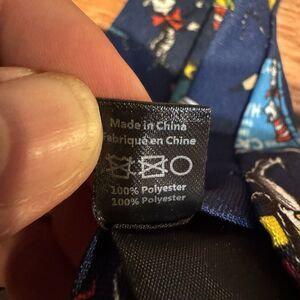 Made in China
Fabriqué en Chine
100% Polyester
100% Polyester